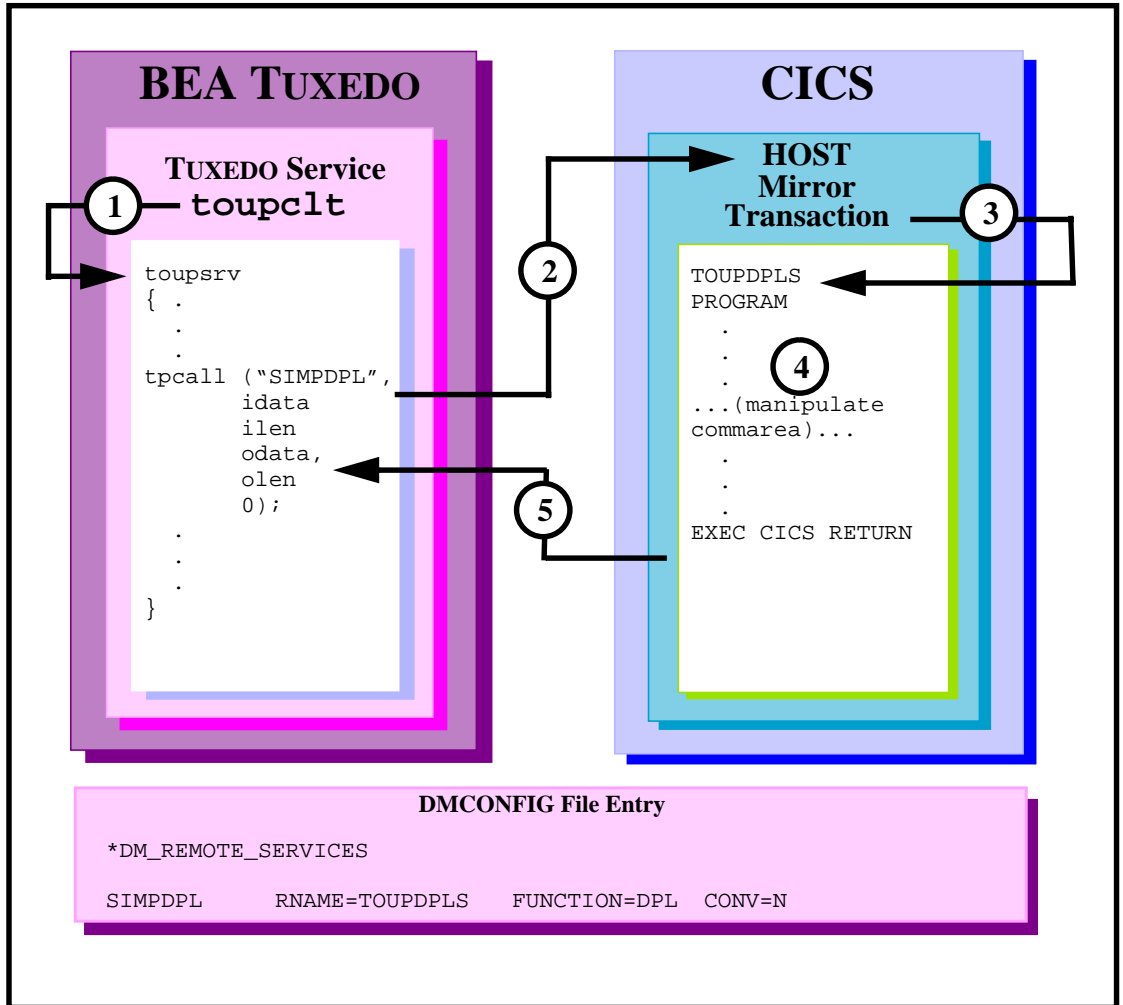 BEA TUXEDO
TUXEDO Service
toupclt
1
toupsrv
{ .
.
.
tpcall (“SIMPDPL”,
idata
ilen
odata,
olen
0);
.
.
.
}
2
5
CICS
HOST
Mirror
Transaction
3
TOUPDPLS
PROGRAM
.
.
.
4
...(manipulate
commarea)...
.
.
.
EXEC CICS RETURN
DMCONFIG File Entry
*DM_REMOTE_SERVICES
SIMPDPL RNAME=TOUPDPLS FUNCTION=DPL CONV=N